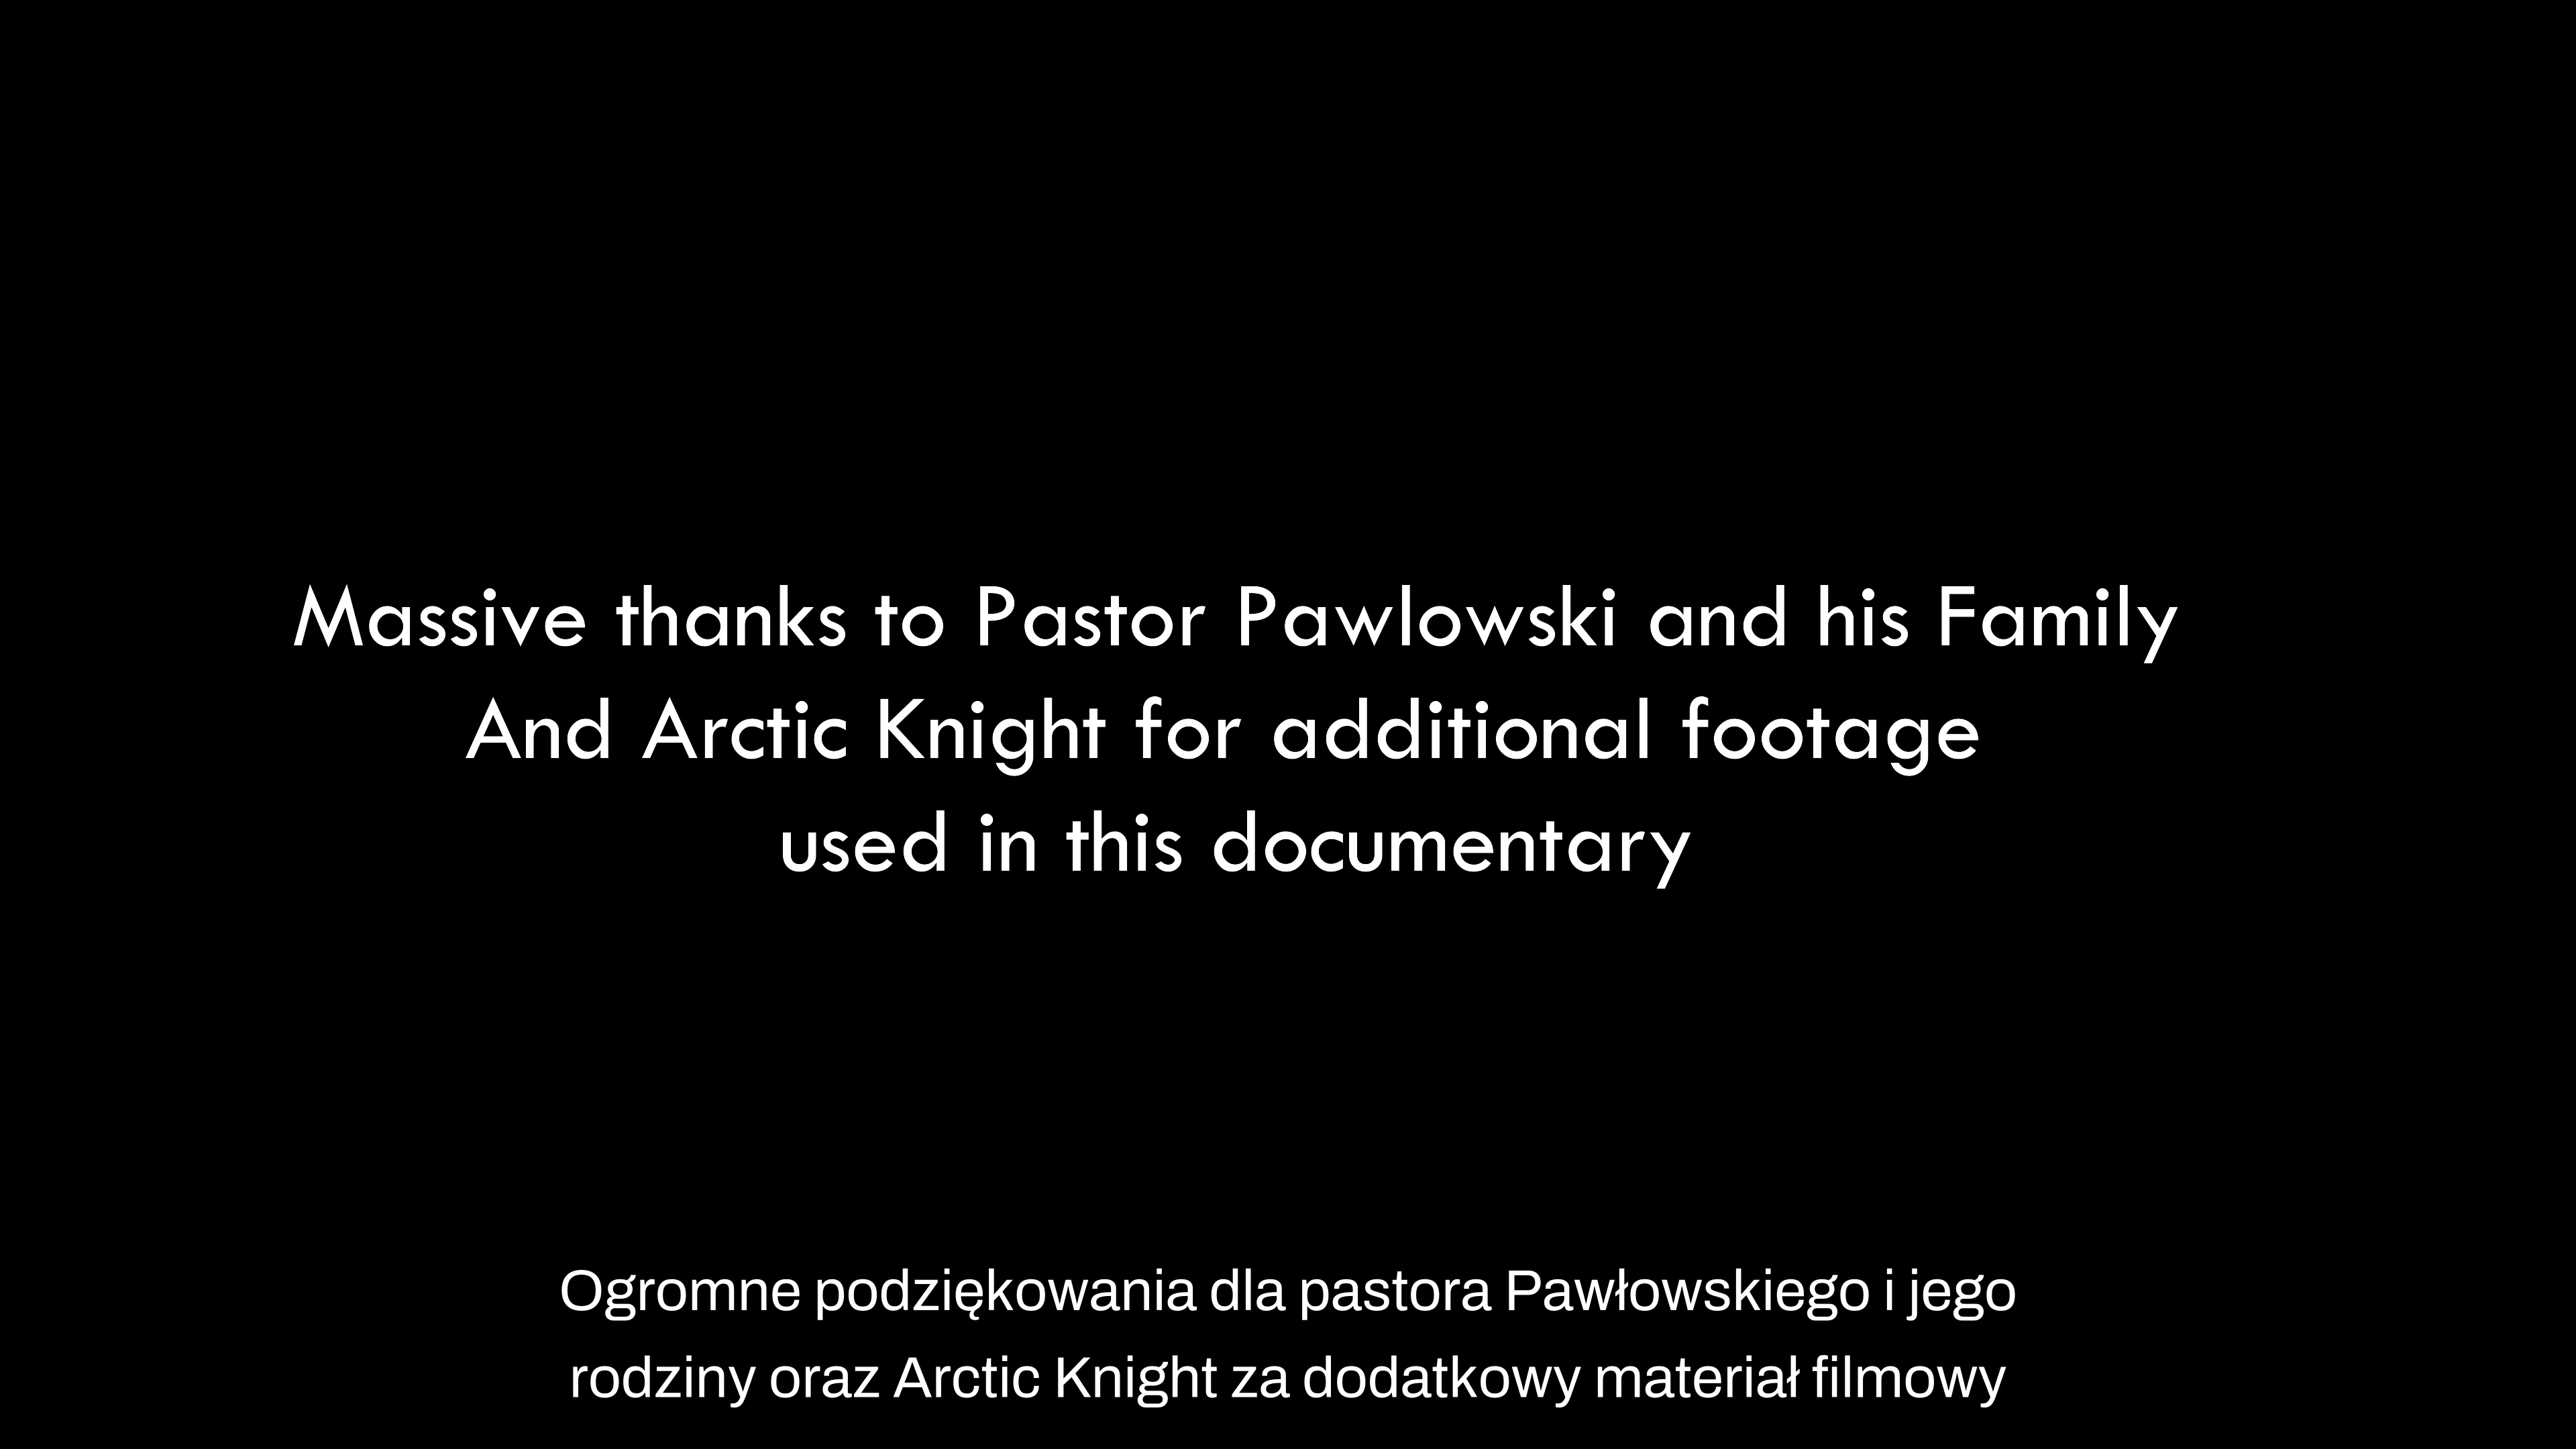 Massive thanks to Pastor Pawlowski and his Family
And Arctic Knight for additional footage
used in this documentary
Ogromne podziękowania dla pastora Pawłowskiego i jego
rodziny oraz Arctic Knight za dodatkowy materiał filmowy